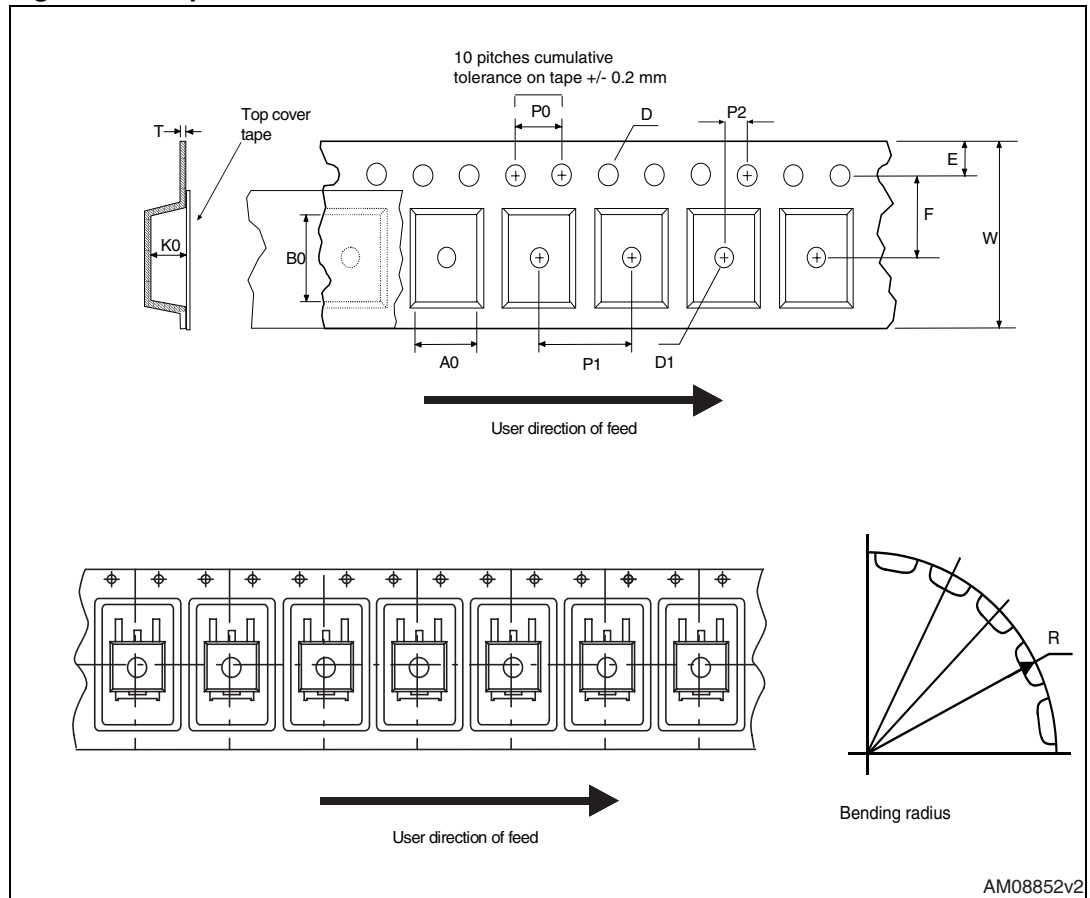 10 pitches cumulative
tolerance on tape +/- 0.2 mm
Top cover
tape
T
P0
D
P2
E
F
W
K0
B0
A0
P1
D1
User direction of feed
R
Bending radius
User direction of feed
AM08852v2